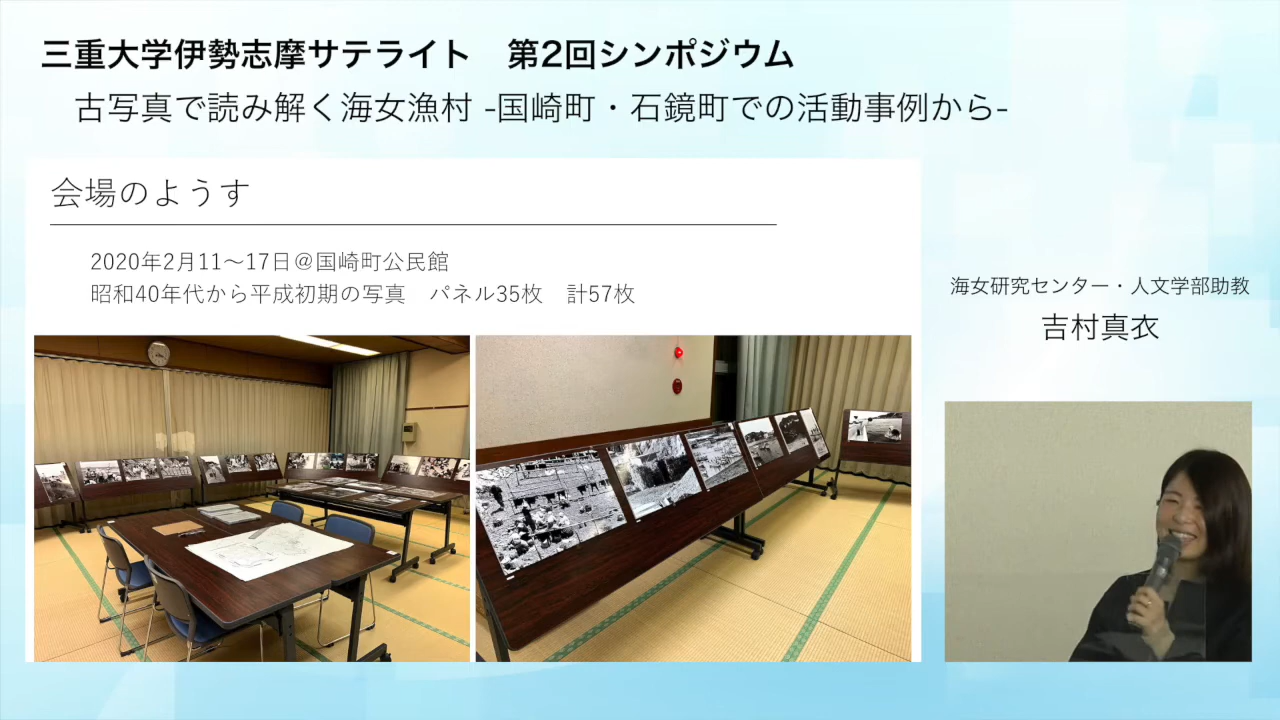 三重大学伊勢志摩サテライト　第2回シンポジウム
古写真で読み解く海女漁村 -国崎町・石鏡町での活動事例から-
会場のようす
2020年2月11～17日＠国崎町公民館
昭和40年代から平成初期の写真　パネル35枚　計57枚
海女研究センター・人文学部助教
吉村真衣